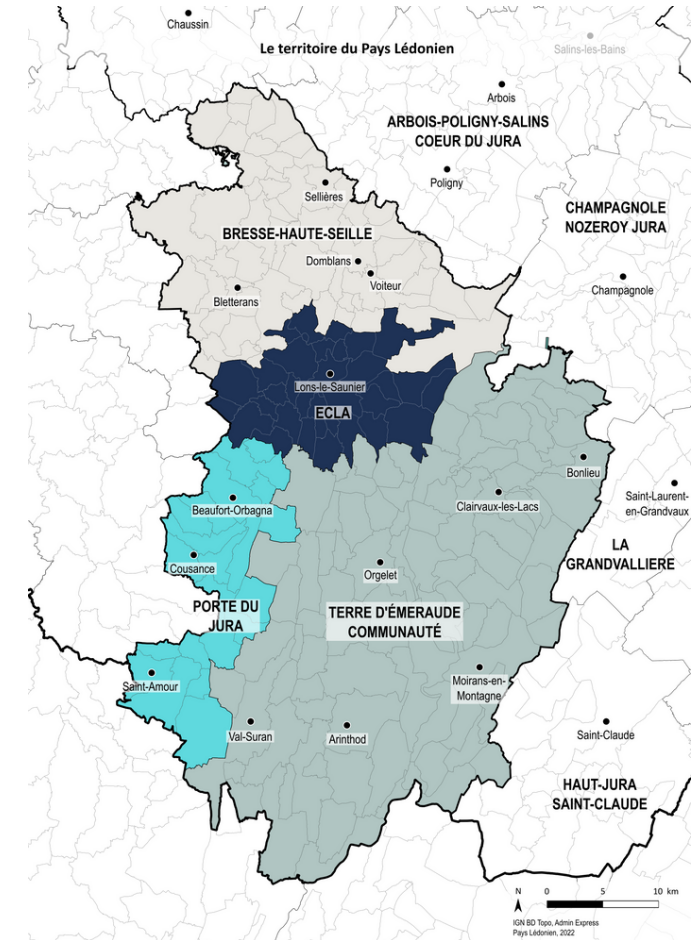 Chaussin
Le territoire du Pays Lédonien
Salins-les-Bains
Arbois
ARBOIS-POLIGNY-SALINS
COEUR DU JURA
Poligny
Sellières
CHAMPAGNOLE
NOZEROY JURA
BRESSE-HAUTE-SEILLE
Domblans
Voiteur
Bletterans
Champagnole
Lons-le-Saunier
ECLA
Bonlieu
Beaufort-Orbagna
Clairvaux-les-Lacs
Saint-Laurent-
en-Grandvaux
Cousance
Orgelet
LA
GRANDVALLIERE
PORTE DU
JURA
TERRE D'ÉMERAUDE
COMMUNAUTÉ
Saint-Amour
Moirans-en-
Montagne
Val-Suran
Arinthod
Saint-Claude
HAUT-JURA
SAINT-CLAUDE
N
0 5 10 km
IGN BD Topo, Admin Express
Pays Lédonien, 2022